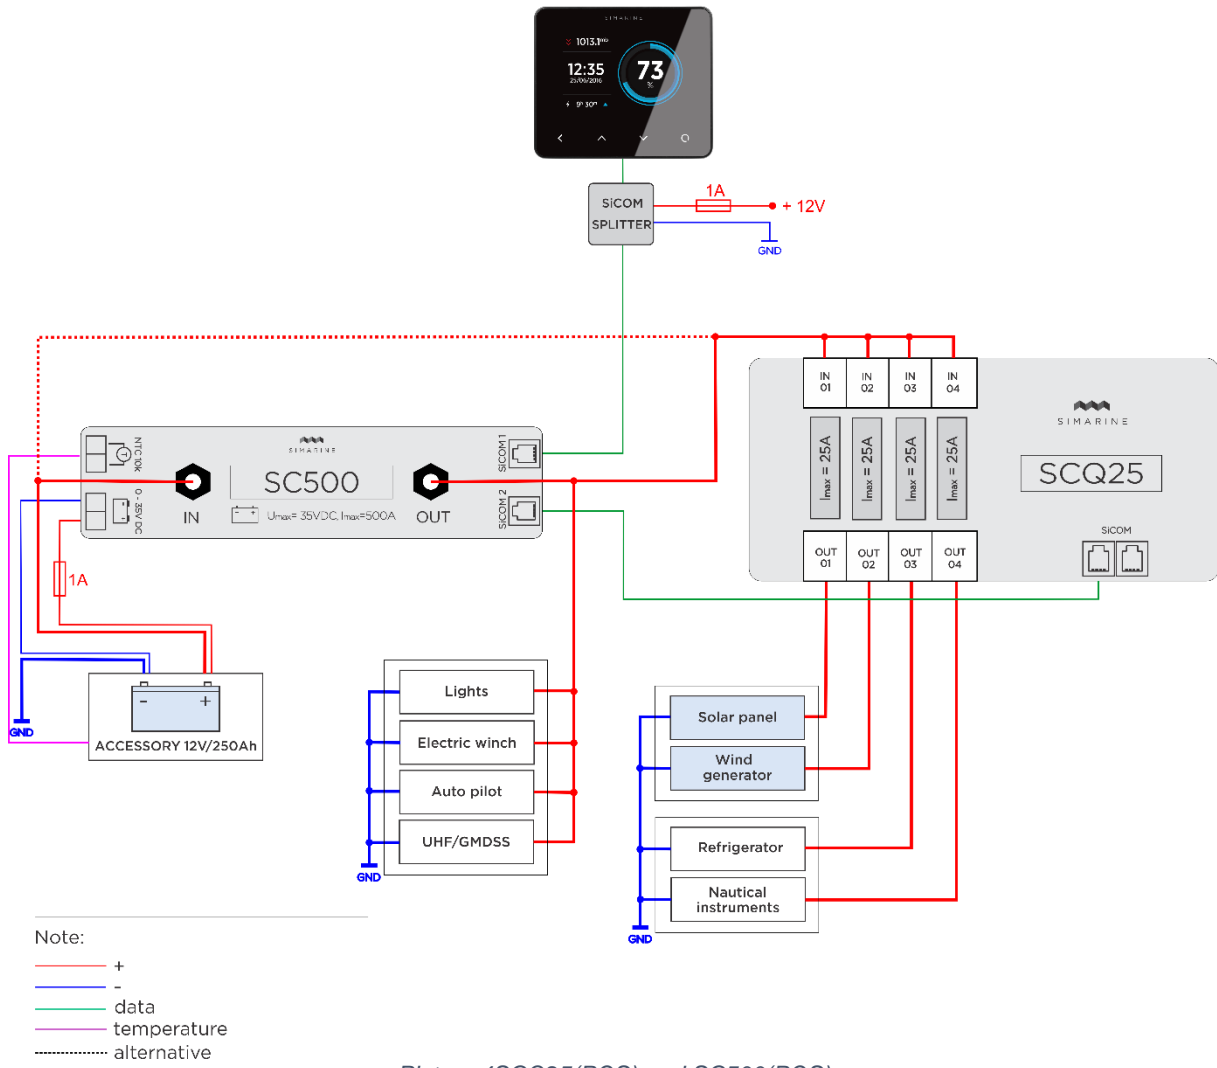 SIMARINE
1013.1mb
12:35
25/06/2016
73
%
9h 30m
SiCOM
SPLITTER
1A
+ 12V
GND
IN
01
IN
02
IN
03
IN
04
SIMARINE
SCQ25
Imax = 25A
Imax = 25A
Imax = 25A
Imax = 25A
OUT
01
OUT
02
OUT
03
OUT
04
SiCOM
NTC 10k
0 - 35V DC
SIMARINE
SC500
IN
Umax= 35VDC, Imax=500A
OUT
SiCOM 1
SiCOM 2
1A
- +
ACCESSORY 12V/250Ah
GND
Lights
Electric winch
Auto pilot
UHF/GMDSS
GND
Solar panel
Wind
generator
Refrigerator
Nautical
instruments
GND
Note:
+
-
data
temperature
alternative